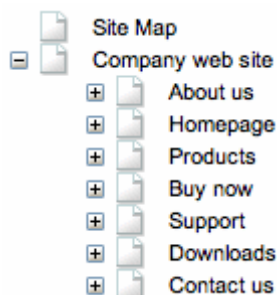 Site Map
Company web site
About us
Homepage
Products
Buy now
Support
Downloads
Contact us